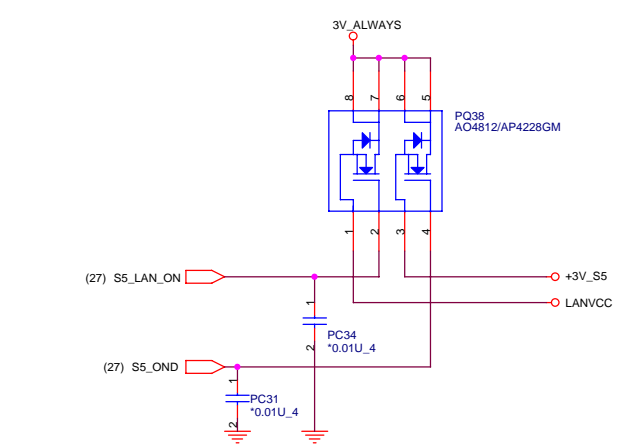 3V_ALWAYS
8 7 6 5
PQ38
AO4812/AP4228GM
1 2 3 4
(27) S5_LAN_ON
+3V_S5
1
LANVCC
PC34
2 *0.01U_4
(27) S5_OND
1
PC31
*0.01U_4
2